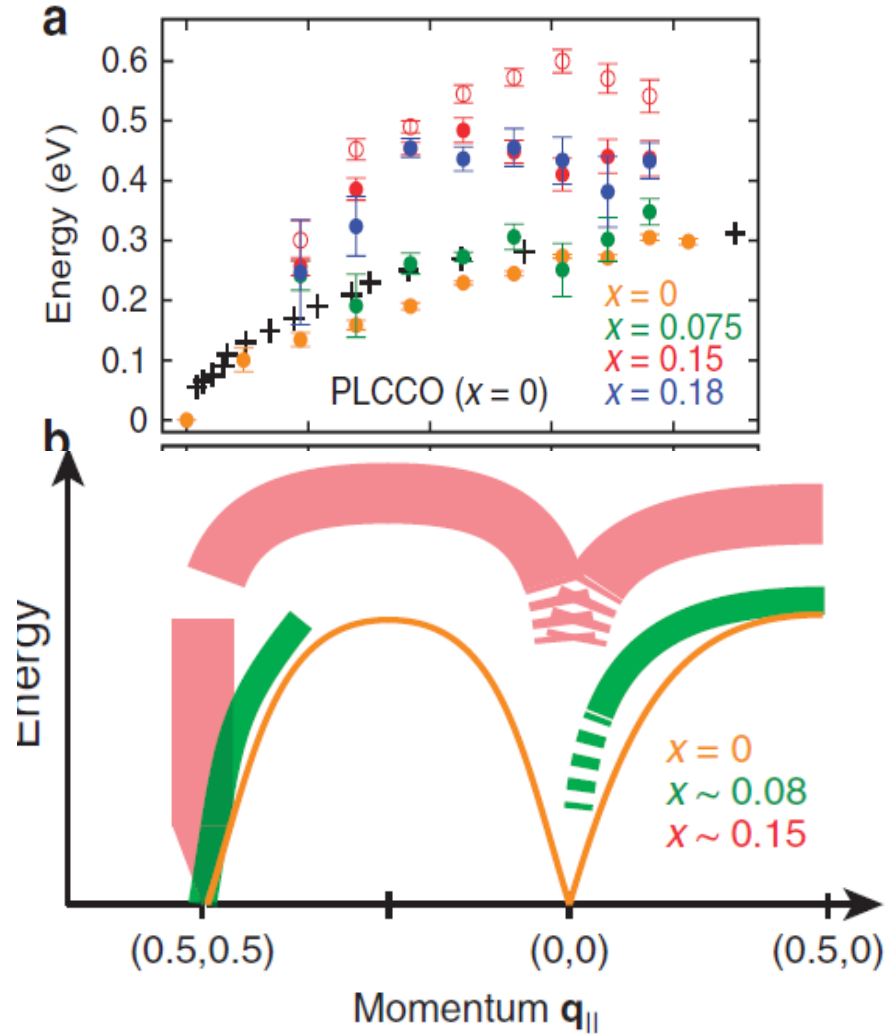 a
0.6
0.5
0.4
0.3
0.2
0.1
0
Energy (eV)
x = 0
x = 0.075
x = 0.15
x = 0.18
PLCCO (x = 0)
b
Energy
x = 0
x ~ 0.08
x ~ 0.15
(0.5,0.5)
(0,0)
(0.5,0)
Momentum q||